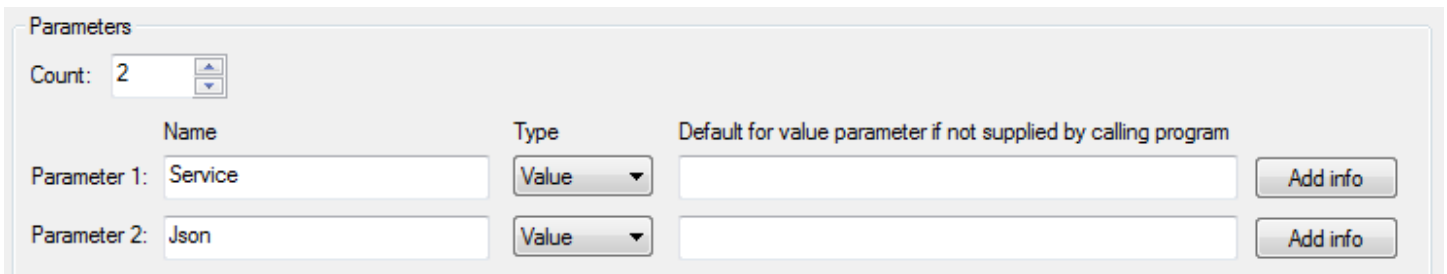 Parameters
Count: 2
Name Type Default for value parameter if not supplied by calling program
Parameter 1: Service Value Add info
Parameter 2: Json Value Add info